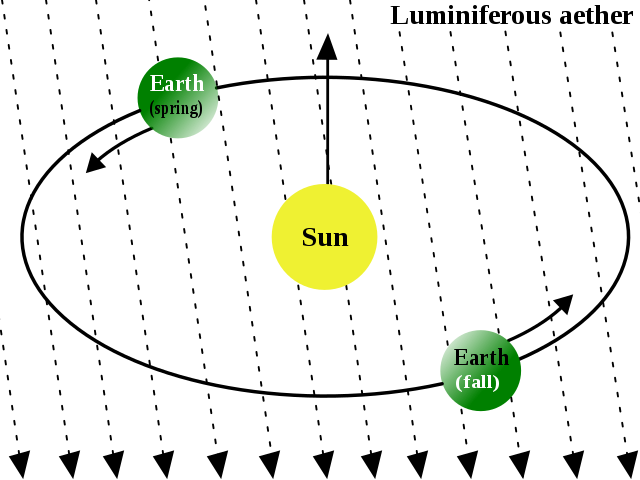 Luminiferous aether
Earth
(spring)
Sun
Earth
(fall)